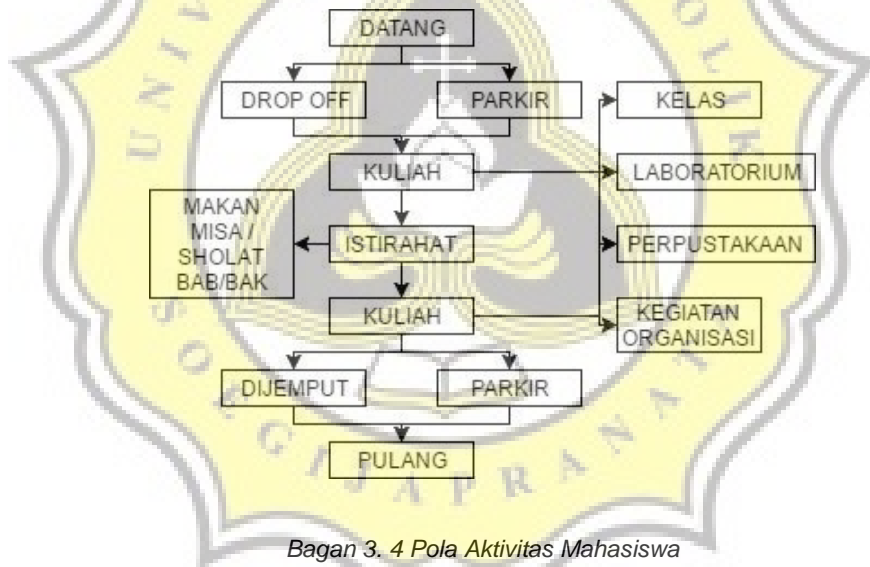 DATANG
DROP OFF
PARKIR
KELAS
KULIAH
LABORATORIUM
MAKAN
MISA /
SHOLAT
BAB/BAK
ISTIRAHAT
PERPUSTAKAAN
KULIAH
KEGIATAN
ORGANISASI
DIJEMPUT
PARKIR
PULANG
SOEGIJAPRANATA
Bagan 3. 4 Pola Aktivitas Mahasiswa